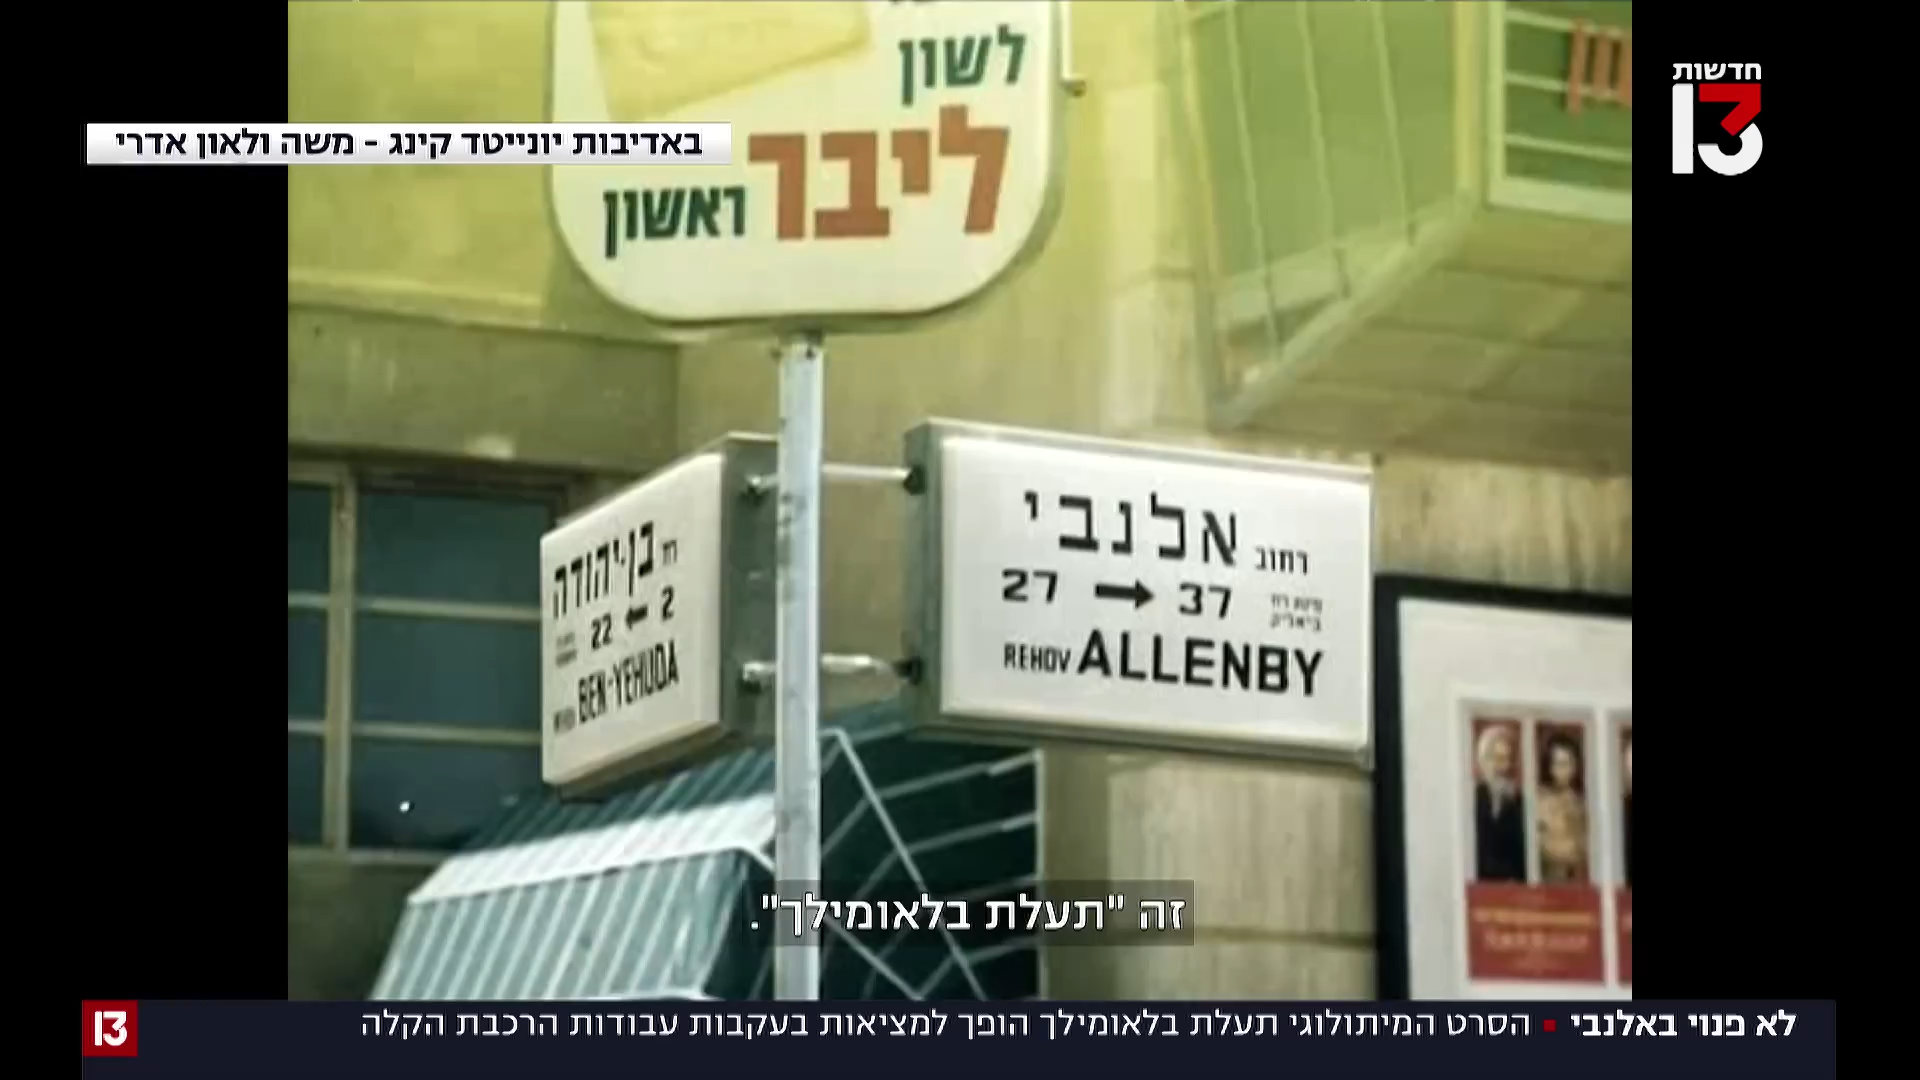 לשון
ליבר ראשון
חדשות
13
באדיבות יונייטד קינג - משה ולאון אדרי
רחוב אלנבי
27 → 37
REHOV ALLENBY
רח בן-יהודה
22 ← 2
BEN-YEHUDA
זה "תעלת בלאומילך".
לא פנוי באלנבי ▪ הסרט המיתולוגי תעלת בלאומילך הופך למציאות בעקבות עבודות הרכבת הקלה
13